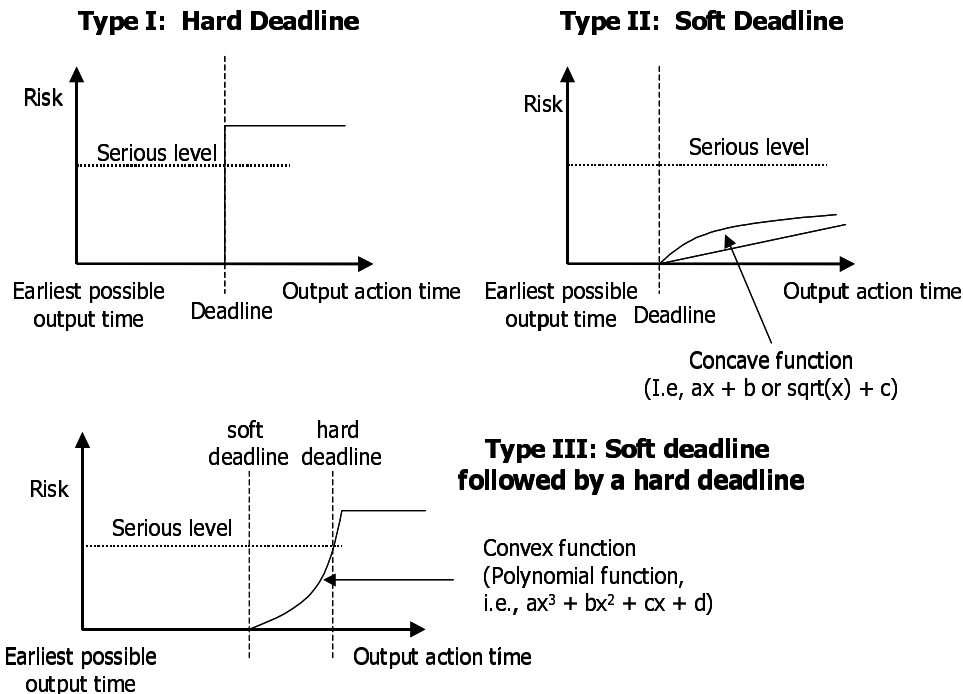 Type I: Hard Deadline
Risk
Serious level
Earliest possible
output time
Deadline
Output action time
Type II: Soft Deadline
Risk
Serious level
Earliest possible
output time
Deadline
Output action time
Concave function
(I.e, ax + b or sqrt(x) + c)
Type III: Soft deadline
followed by a hard deadline
soft
deadline
hard
deadline
Risk
Serious level
Convex function
(Polynomial function,
i.e., ax³ + bx² + cx + d)
Earliest possible
output time
Output action time